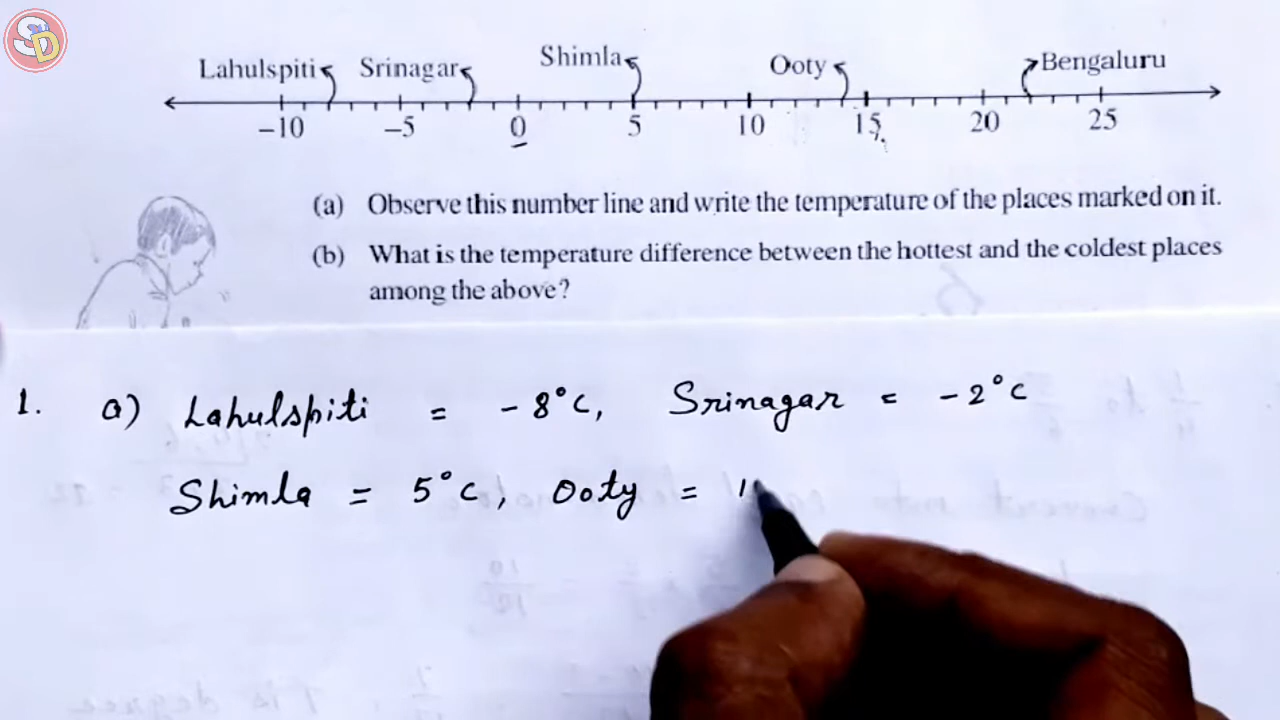 SD
Lahulspiti Srinagar Shimla Ooty Bengaluru
−10 −5 0 5 10 15 20 25
(a) Observe this number line and write the temperature of the places marked on it.
(b) What is the temperature difference between the hottest and the coldest places
among the above?
1. a) Lahulspiti = -8°C, Srinagar = -2°C
Shimla = 5°C, Ooty = 1